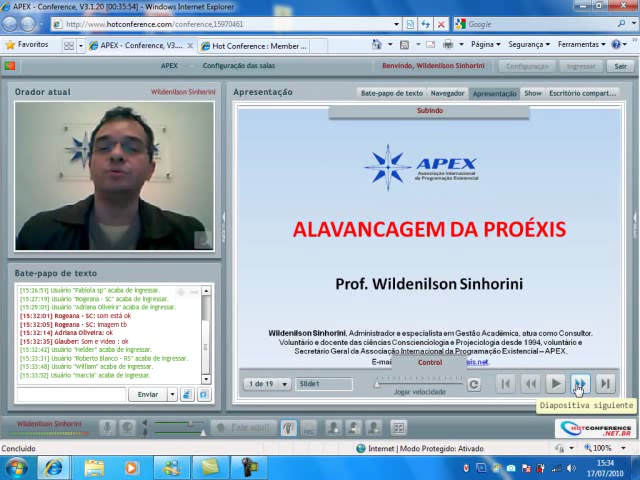 APEX - Conference, V3.1.20 [00:35:54] - Windows Internet Explorer
http://www.hotconference.com/conference,15970461
Google
Favoritos
APEX - Conference, V3....
Hot Conference : Member ...
Página
Segurança
Ferramentas
APEX
Configuração das salas
Benvindo, Wildenilson Sinhorini
Configuração
Ingressar
Sair
Orador atual
Wildenilson Sinhorini
Apresentação
Bate-papo de texto
Navegador
Apresentação
Show
Escritório compart...
Subindo
APEX
Associação Internacional
da Programação Existencial
ALAVANCAGEM DA PROÉXIS
Prof. Wildenilson Sinhorini
Wildenilson Sinhorini, Administrador e especialista em Gestão Acadêmica, atua como Consultor.
Voluntário e docente das ciências Conscienciologia e Projeciologia desde 1994, voluntário e
Secretário Geral da Associação Internacional da Programação Existencial – APEX.
Control
1 de 19
Slide1
Jogar velocidade
Diapositiva siguiente
Bate-papo de texto
[15:26:51] Usuário "Fabiola sp" acaba de ingressar.
[15:27:19] Usuário "Rogeana - SC" acaba de ingressar.
[15:29:01] Usuário "Adriana Oliveira" acaba de ingressar.
[15:32:01] Rogeana - SC: som está ok
[15:32:05] Rogeana - SC: imagem tb
[15:32:14] Adriana Oliveira: ok
[15:32:35] Glauber: Som e video : ok
[15:32:42] Usuário "Helder" acaba de ingressar.
[15:33:31] Usuário "Roberto Blanco - RS" acaba de ingressar.
[15:33:48] Usuário "William" acaba de ingressar.
[15:33:52] Usuário "marcia" acaba de ingressar.
Enviar
Wildenilson Sinhorini
Fale aqui!
HOTCONFERENCE
.NET.BR
Concluído
Internet | Modo Protegido: Ativado
100%
15:34
17/07/2010